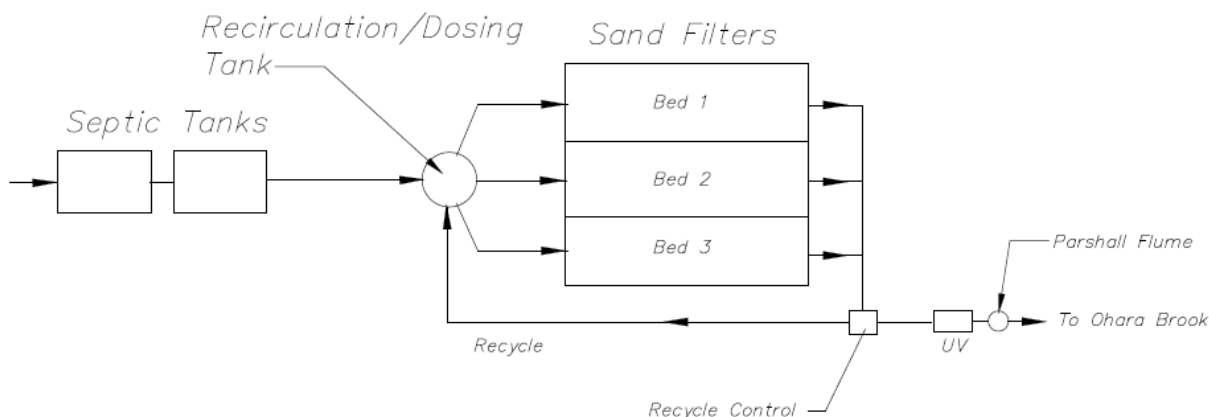 Recirculation/Dosing
Tank
Sand Filters
Septic Tanks
Bed 1
Bed 2
Bed 3
Parshall Flume
To Ohara Brook
UV
Recycle
Recycle Control